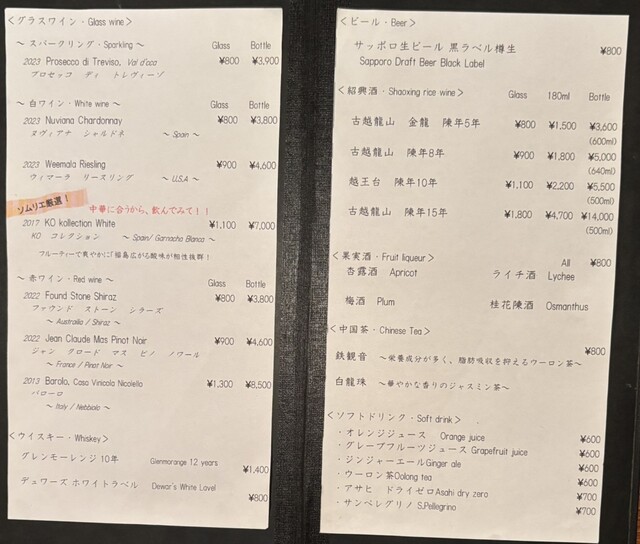 ＜グラスワイン・Glass wine＞
～ スパークリング・Sparkling ～ Glass Bottle
2023 Prosecco di Treviso, Val d'oca ¥800 ¥3,900
プロセッコ ディ トレヴィーゾ
～ 白ワイン・White wine ～ Glass Bottle
2023 Nuviana Chardonnay ¥800 ¥3,800
ヌヴィアナ シャルドネ ～ Spain ～
2023 Weemala Riesling ¥900 ¥4,600
ウィマーラ リースリング ～ U.S.A ～
ソムリエ厳選！
中華に合うから、飲んでみて！！
2017 KO kollection White ¥1,100 ¥7,000
KO コレクション ～ Spain/ Garnacha Blanca ～
フルーティーで爽やかに！幅広がる酸味が相性抜群！
～ 赤ワイン・Red wine ～ Glass Bottle
2022 Found Stone Shiraz ¥800 ¥3,800
ファウンド ストーン シラーズ
～ Australia / Shiraz ～
2022 Jean Claude Mas Pinot Noir ¥900 ¥4,600
ジャン クロード マス ピノ ノワール
～ France / Pinot Noir ～
2013 Barolo, Casa Vinicola Nicolello ¥1,300 ¥8,500
バローロ
～ Italy / Nebbiolo ～
＜ウイスキー・Whiskey＞
グレンモーレンジ 10年 Glenmorange 12 years ¥1,400
デュワーズ ホワイトラベル Dewar's White Lavel ¥800
＜ビール・Beer＞
サッポロ生ビール 黒ラベル樽生 ¥800
Sapporo Draft Beer Black Label
＜紹興酒・Shaoxing rice wine＞ Glass 180ml Bottle
古越龍山 金龍 陳年5年 ¥800 ¥1,500 ¥3,600
(600ml)
古越龍山 陳年8年 ¥900 ¥1,800 ¥5,000
(640ml)
越王台 陳年10年 ¥1,100 ¥2,200 ¥5,500
(500ml)
古越龍山 陳年15年 ¥1,800 ¥4,700 ¥14,000
(500ml)
＜果実酒・Fruit liqueur＞ All ¥800
杏露酒 Apricot ライチ酒 Lychee
梅酒 Plum 桂花陳酒 Osmanthus
＜中国茶・Chinese Tea＞
¥800
鉄観音 ～栄養成分が多く、脂肪吸収を抑えるウーロン茶～
白龍珠 ～華やかな香りのジャスミン茶～
＜ソフトドリンク・Soft drink＞
・オレンジジュース Orange juice ¥600
・グレープフルーツジュース Grapefruit juice ¥600
・ジンジャーエールGinger ale ¥600
・ウーロン茶Oolong tea ¥600
・アサヒ ドライゼロAsahi dry zero ¥700
・サンペレグリノ S.Pellegrino ¥700